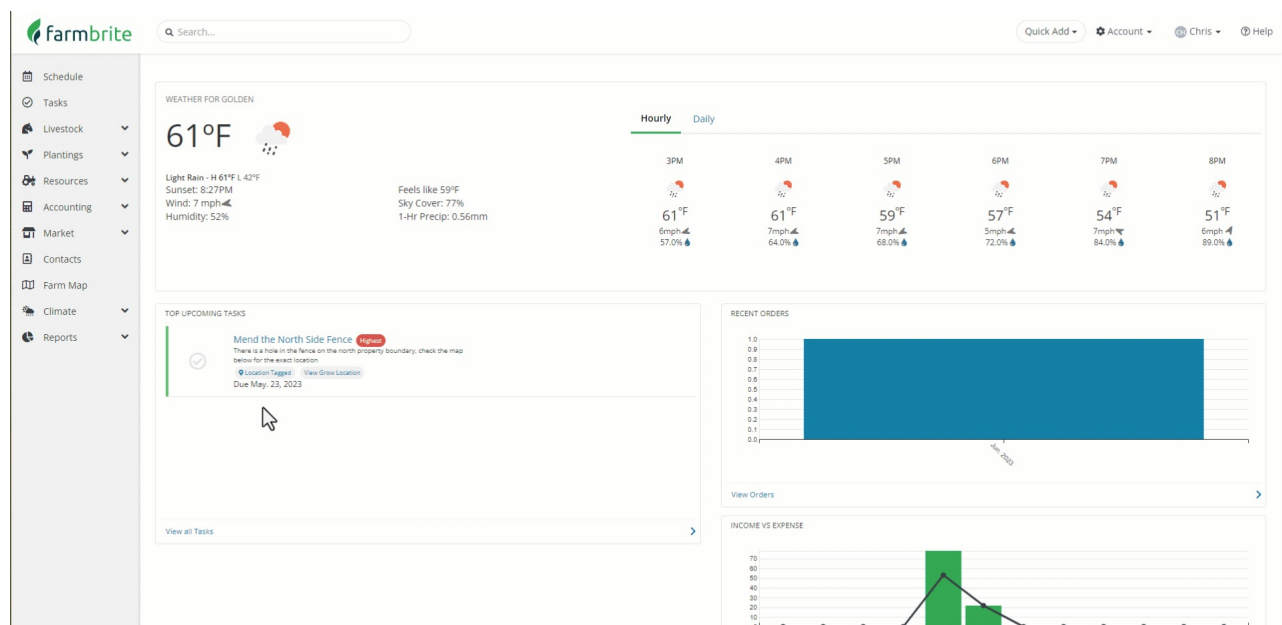 farmbrite
Search...
Quick Add
Account
CH Chris
Help
Schedule
Tasks
Livestock
Plantings
Resources
Accounting
Market
Contacts
Farm Map
Climate
Reports
WEATHER FOR GOLDEN
61°F
Light Rain - H 61°F L 42°F
Sunset: 8:27PM
Wind: 7 mph
Humidity: 52%
Feels like 59°F
Sky Cover: 77%
1-Hr Precip: 0.56mm
Hourly Daily
3PM 4PM 5PM 6PM 7PM 8PM
61°F 61°F 59°F 57°F 54°F 51°F
6mph 7mph 7mph 5mph 7mph 6mph
57.0% 64.0% 68.0% 72.0% 84.0% 89.0%
TOP UPCOMING TASKS
Mend the North Side Fence Highest
There is a hole in the fence on the north property boundary, check the map
below for the exact location
Location Tagged View Grow Location
Due May. 23, 2023
View all Tasks
RECENT ORDERS
1.0
0.9
0.8
0.7
0.6
0.5
0.4
0.3
0.2
0.1
0.0
Jun, 2023
View Orders
INCOME VS EXPENSE
70
60
50
40
30
20
10